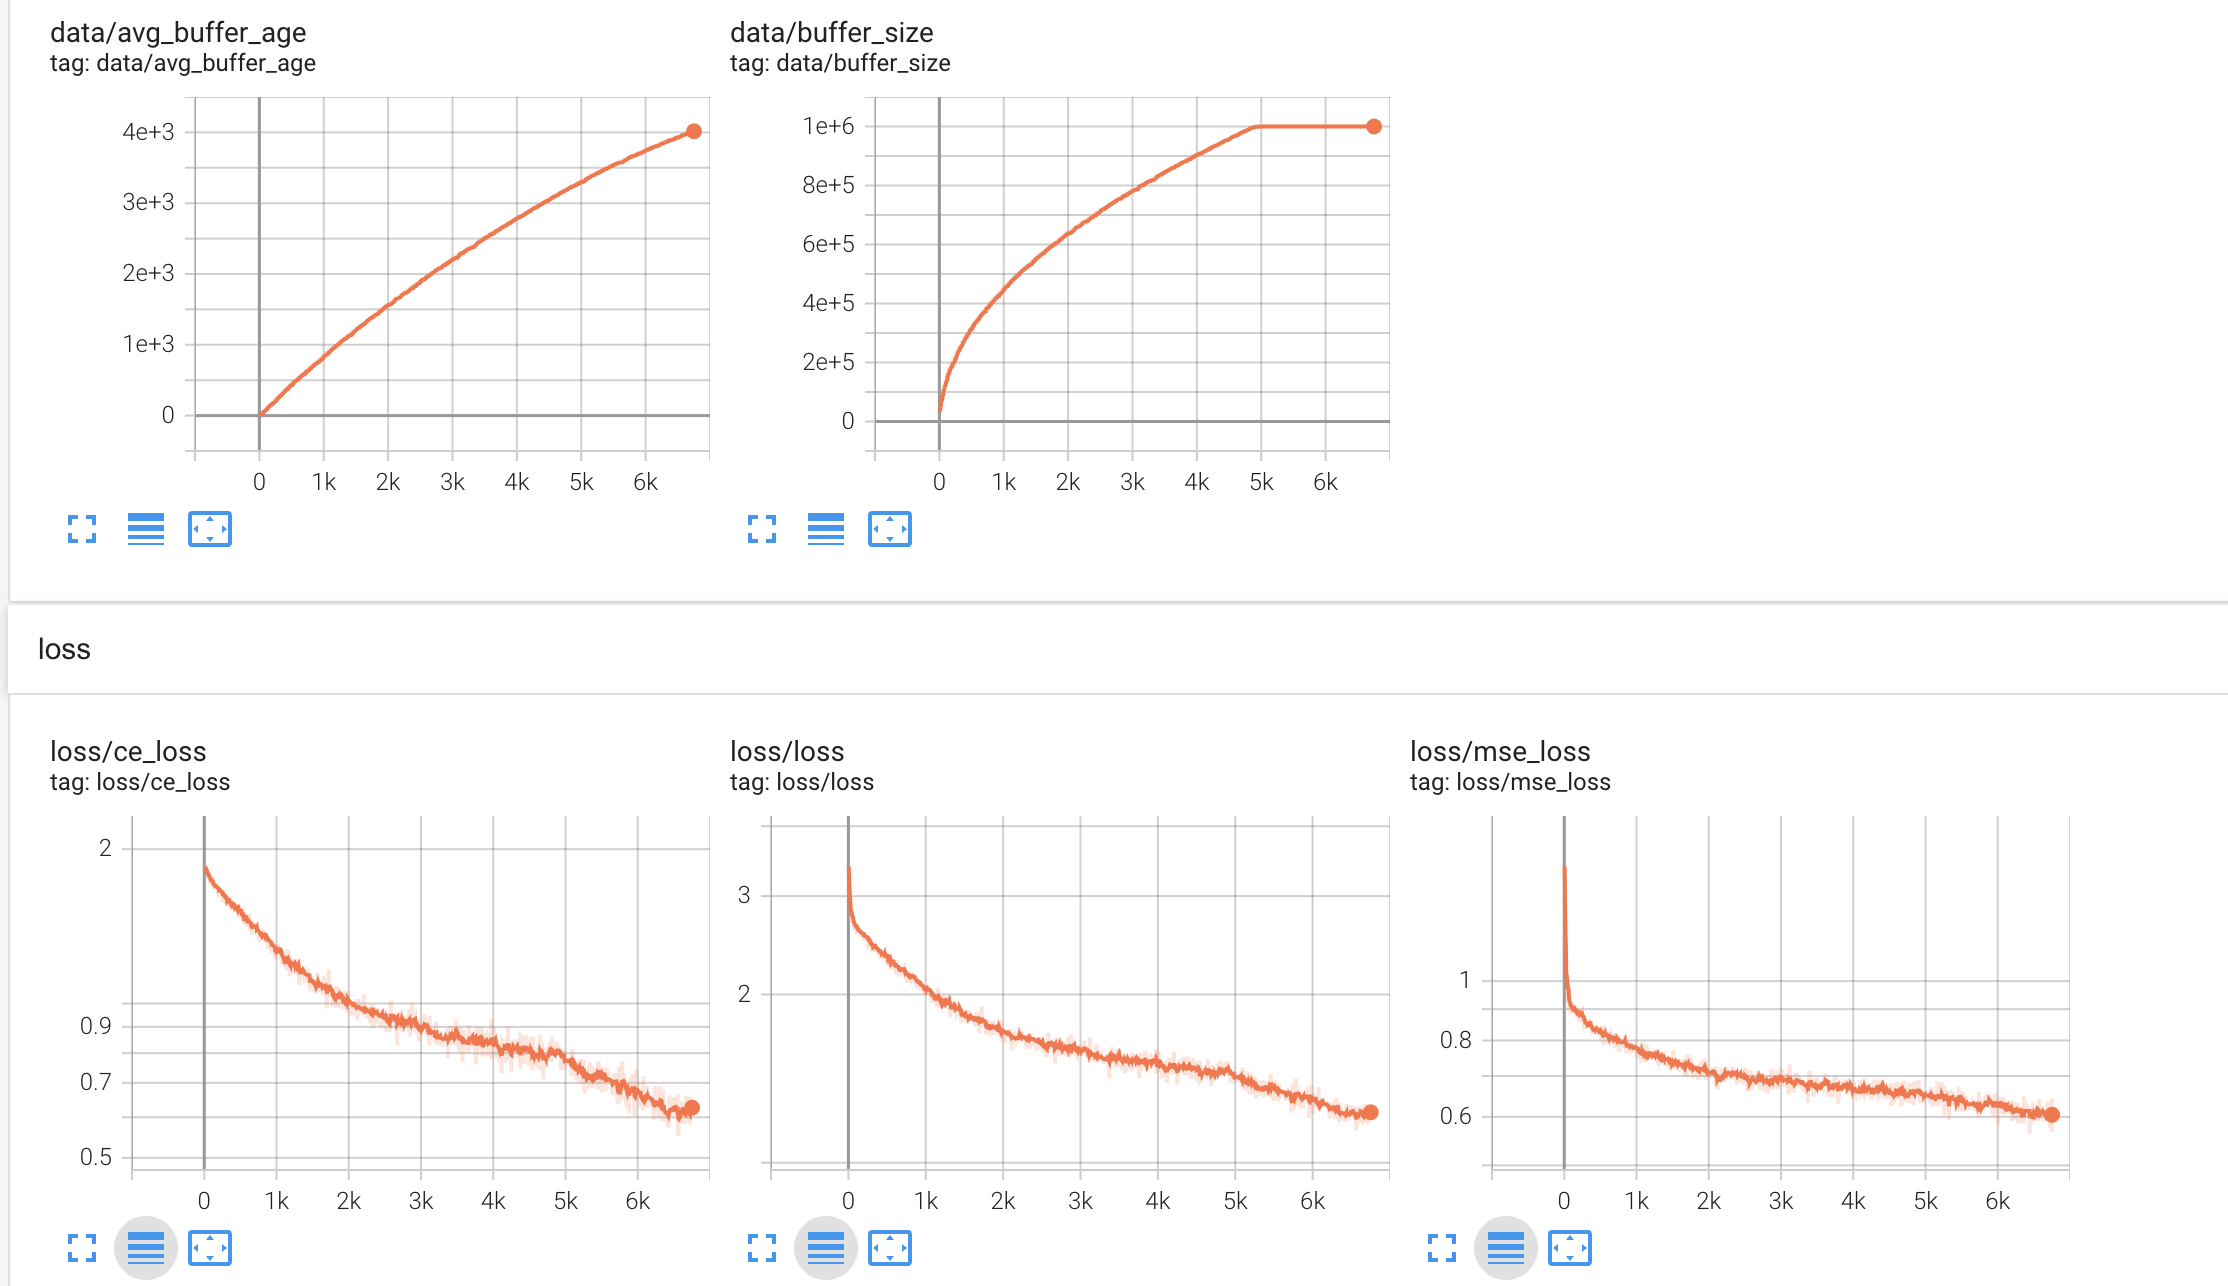 data/avg_buffer_age
tag: data/avg_buffer_age
4e+3
3e+3
2e+3
1e+3
0
0 1k 2k 3k 4k 5k 6k
data/buffer_size
tag: data/buffer_size
1e+6
8e+5
6e+5
4e+5
2e+5
0
0 1k 2k 3k 4k 5k 6k
loss
loss/ce_loss
tag: loss/ce_loss
2
0.9
0.7
0.5
0 1k 2k 3k 4k 5k 6k
loss/loss
tag: loss/loss
3
2
0 1k 2k 3k 4k 5k 6k
loss/mse_loss
tag: loss/mse_loss
1
0.8
0.6
0 1k 2k 3k 4k 5k 6k